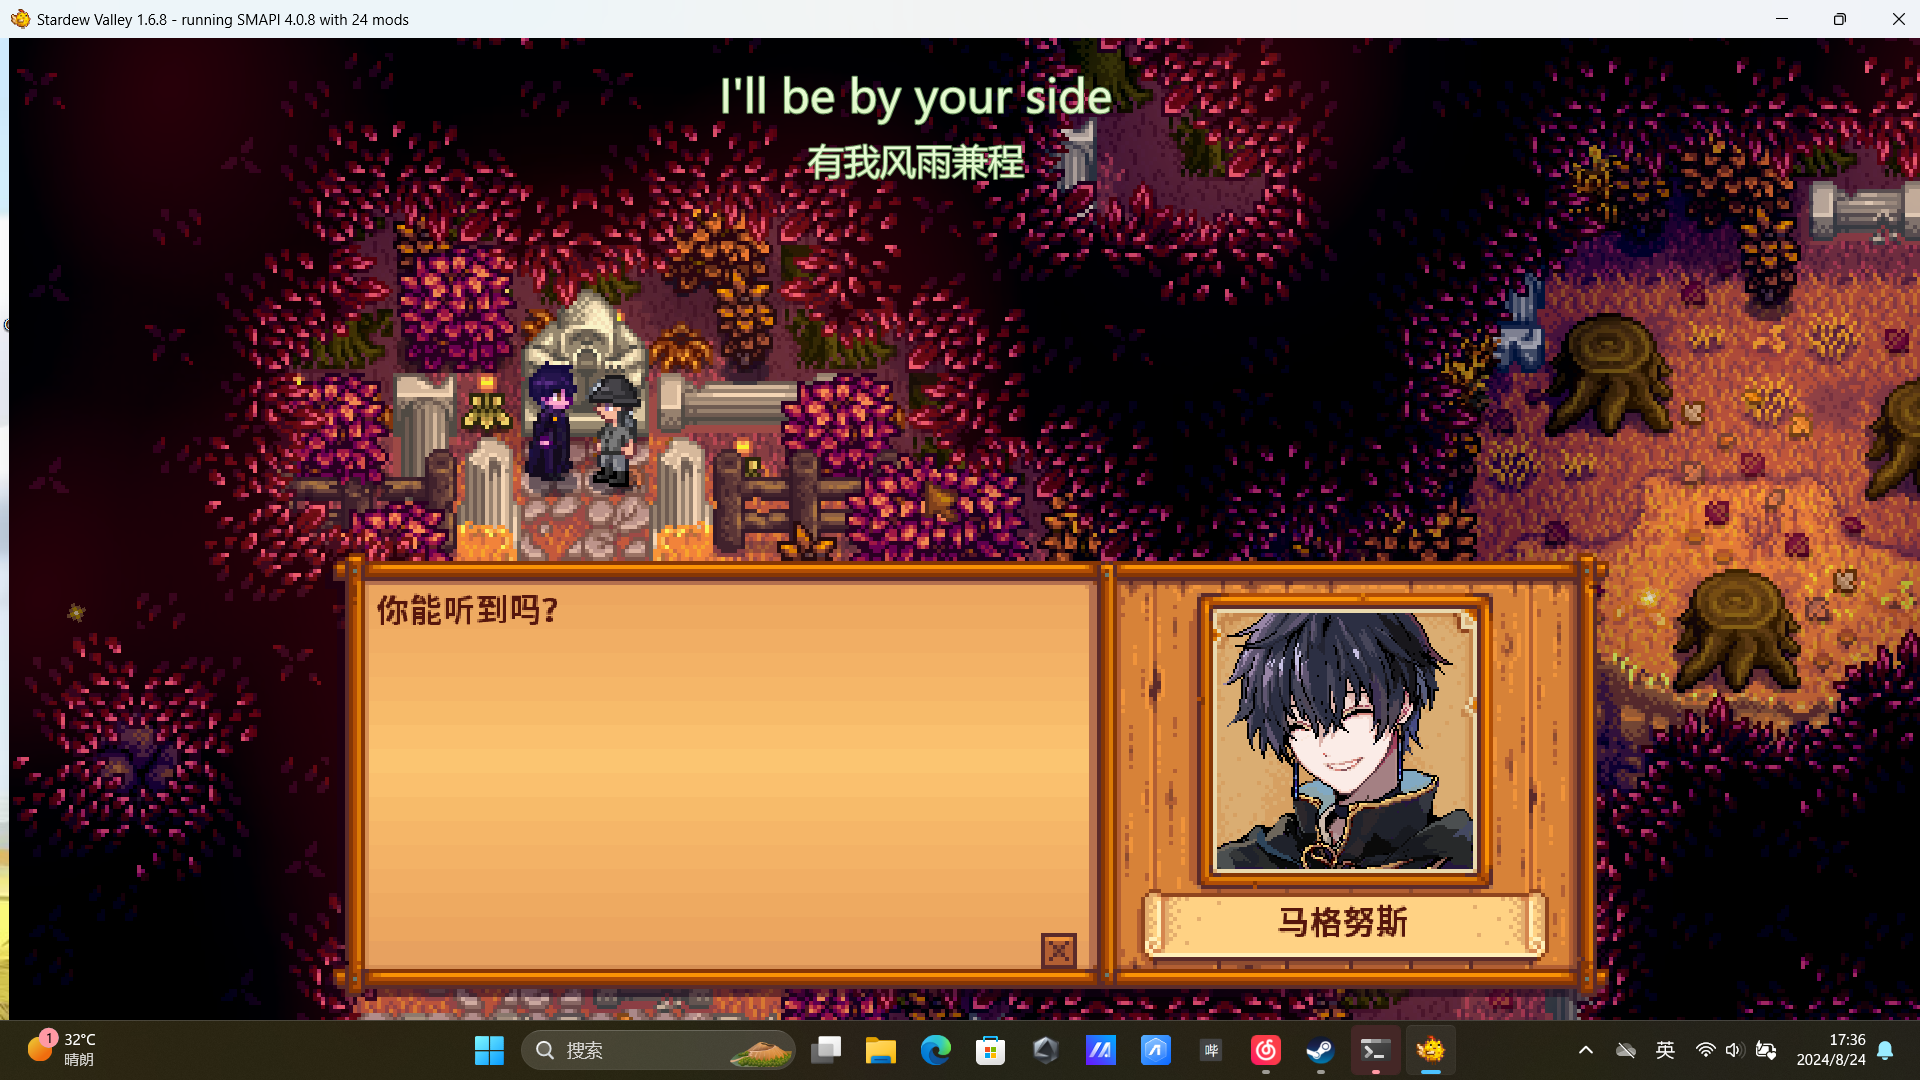 Stardew Valley 1.6.8 - running SMAPI 4.0.8 with 24 mods
I'll be by your side
有我风雨兼程
你能听到吗？
马格努斯
1
32°C
晴朗
搜索
哔
英
17:36
2024/8/24